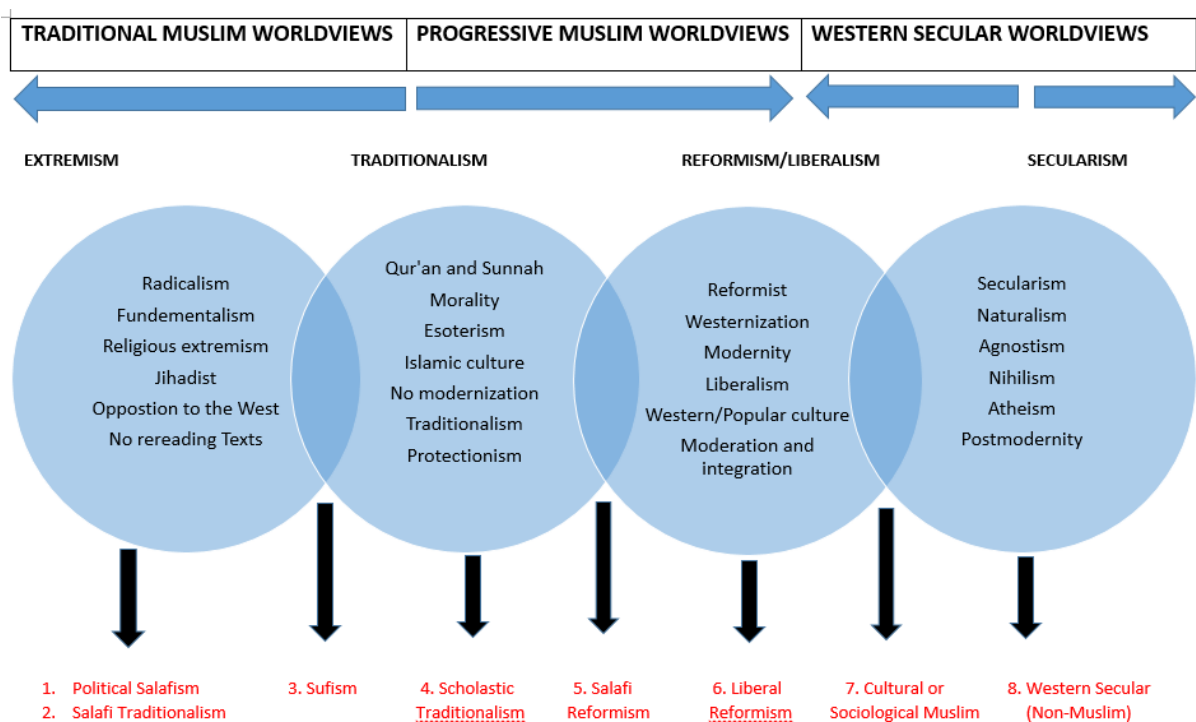 TRADITIONAL MUSLIM WORLDVIEWS
PROGRESSIVE MUSLIM WORLDVIEWS
WESTERN SECULAR WORLDVIEWS
EXTREMISM
TRADITIONALISM
REFORMISM/LIBERALISM
SECULARISM
Radicalism
Fundementalism
Religious extremism
Jihadist
Oppostion to the West
No rereading Texts
Qur'an and Sunnah
Morality
Esoterism
Islamic culture
No modernization
Traditionalism
Protectionism
Reformist
Westernization
Modernity
Liberalism
Western/Popular culture
Moderation and
integration
Secularism
Naturalism
Agnostism
Nihilism
Atheism
Postmodernity
1. Political Salafism
2. Salafi Traditionalism
3. Sufism
4. Scholastic
Traditionalism
5. Salafi
Reformism
6. Liberal
Reformism
7. Cultural or
Sociological Muslim
8. Western Secular
(Non-Muslim)